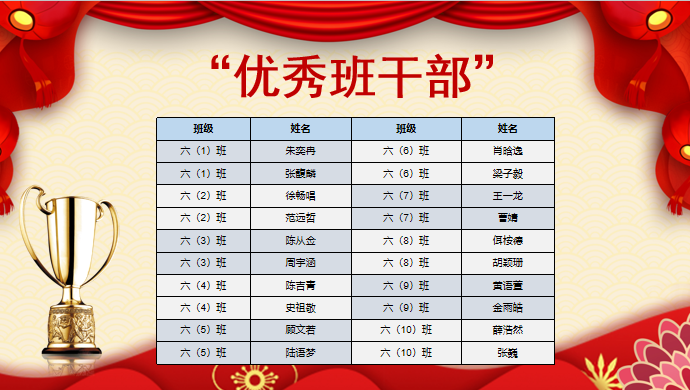 “优秀班干部”
班级 姓名 班级 姓名
六（1）班 朱奕冉 六（6）班 肖晗逸
六（1）班 张馥麟 六（6）班 梁子毅
六（2）班 徐畅唱 六（7）班 王一龙
六（2）班 范远哲 六（7）班 曹婧
六（3）班 陈从金 六（8）班 佴桉德
六（3）班 周宇涵 六（8）班 胡颖珊
六（4）班 陈吉青 六（9）班 黄语萱
六（4）班 史祖敬 六（9）班 金雨皓
六（5）班 顾文若 六（10）班 薛浩然
六（5）班 陆语梦 六（10）班 张巍